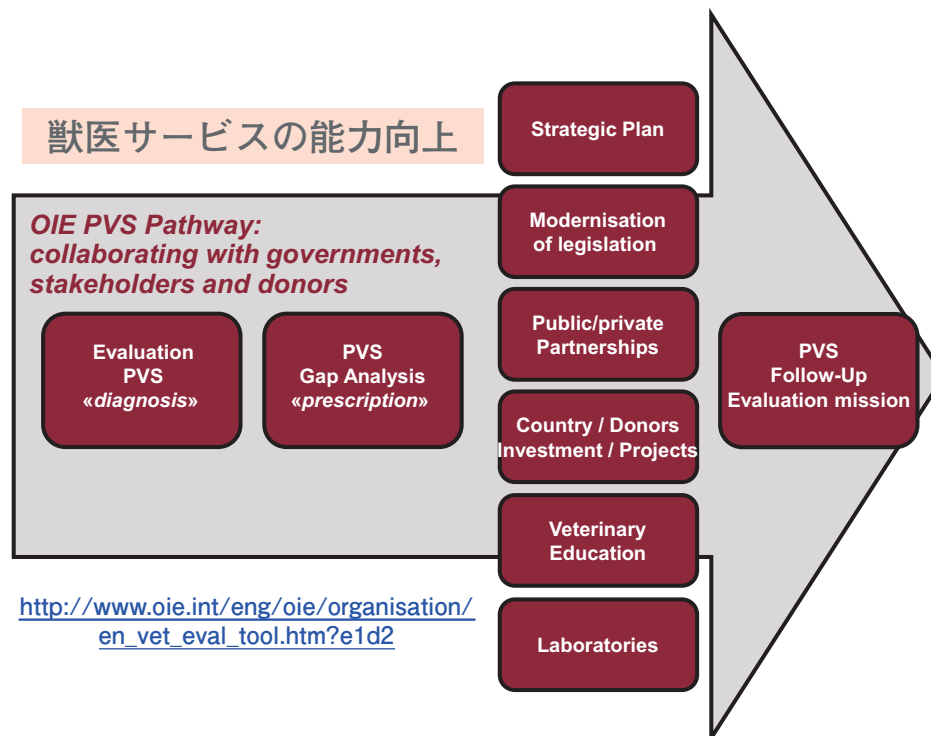 獣医サービスの能力向上
OIE PVS Pathway:
collaborating with governments,
stakeholders and donors
Evaluation
PVS
«diagnosis»
PVS
Gap Analysis
«prescription»
Strategic Plan
Modernisation
of legislation
Public/private
Partnerships
Country / Donors
Investment / Projects
Veterinary
Education
Laboratories
PVS
Follow-Up
Evaluation mission
http://www.oie.int/eng/oie/organisation/
en_vet_eval_tool.htm?e1d2